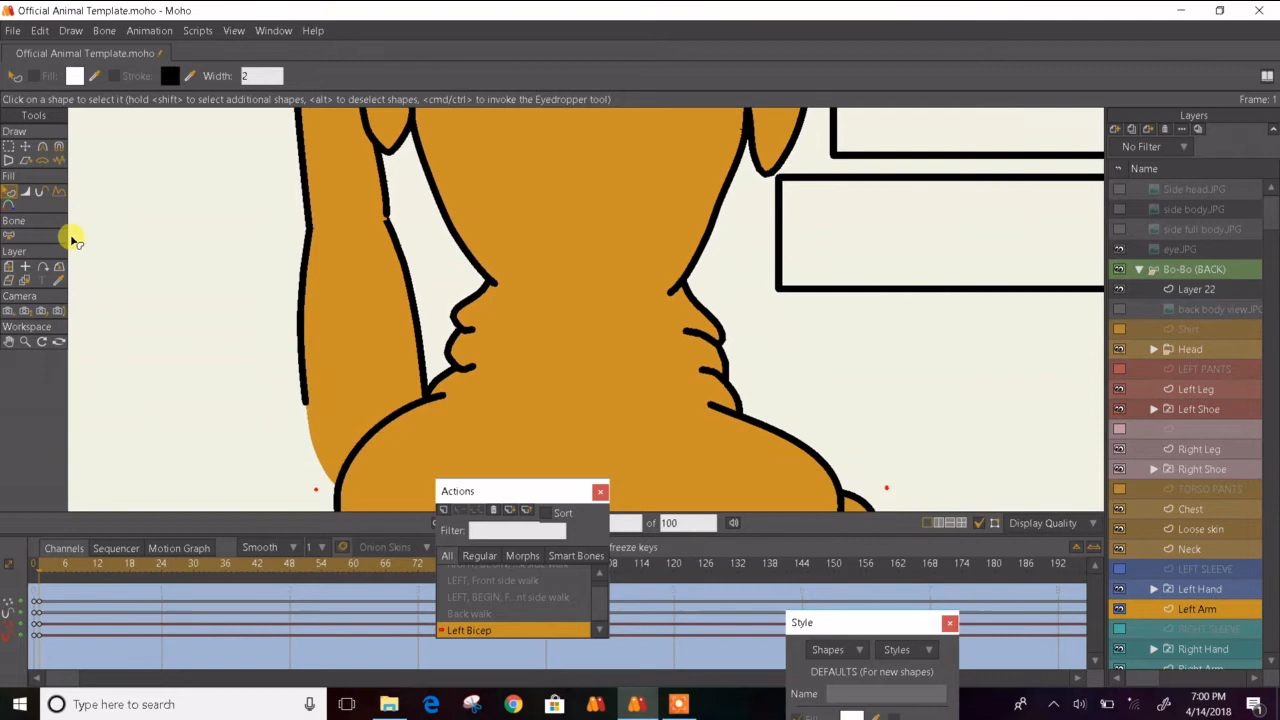 Official Animal Template.moho - Moho
File Edit Draw Bone Animation Scripts View Window Help
Official Animal Template.moho
Fill: Stroke: Width: 2
Click on a shape to select it (hold <shift> to select additional shapes, <alt> to deselect shapes, <cmd/ctrl> to invoke the Eyedropper tool)
Frame: 1
Tools
Draw
Fill
Bone
Layer
Camera
Workspace
Layers
No Filter
Name
Side head.JPG
side body.JPG
side full body.JPG
eye.JPG
Bo-Bo (BACK)
Layer 22
back body view.JPG
Shirt
Head
LEFT PANTS
Left Leg
Left Shoe
Right Leg
Right Shoe
TORSO PANTS
Chest
Loose skin
Neck
LEFT SLEEVE
Left Hand
Left Arm
RIGHT SLEEVE
Right Hand
Right Arm
of 100
Display Quality
Channels Sequencer Motion Graph Smooth 1 Onion Skins
freeze keys
0 6 12 18 24 30 36 42 48 54 60 66 72
108 114 120 126 132 138 144 150 156 162 168 174 180 186 192
Actions
Sort
Filter:
All Regular Morphs Smart Bones
LEFT, Front side walk
LEFT, BEGIN, F...nt side walk
Back walk
Left Bicep
Style
Shapes Styles
DEFAULTS (For new shapes)
Name
Fill
Type here to search
7:00 PM
4/14/2018